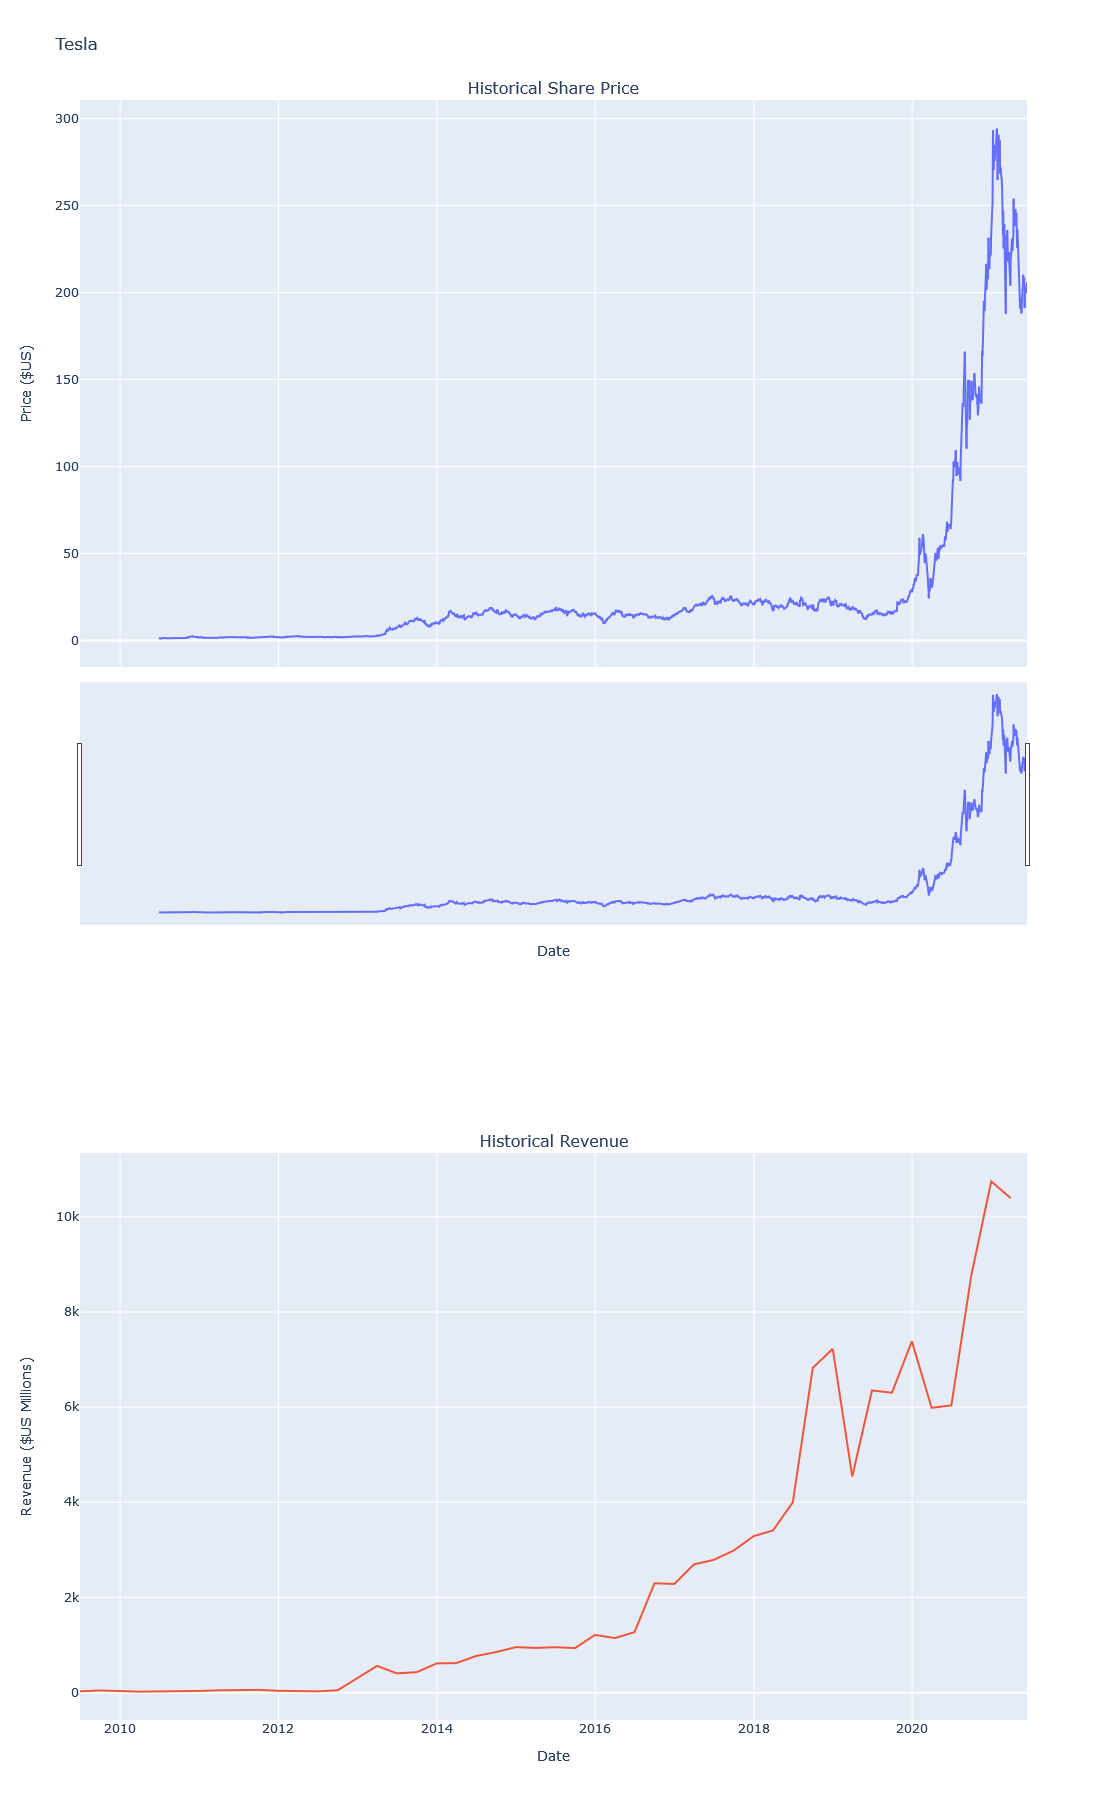 Tesla
Historical Share Price
300
250
200
150
100
50
0
Price ($US)
Date
Historical Revenue
10k
8k
6k
4k
2k
0
Revenue ($US Millions)
2010 2012 2014 2016 2018 2020
Date